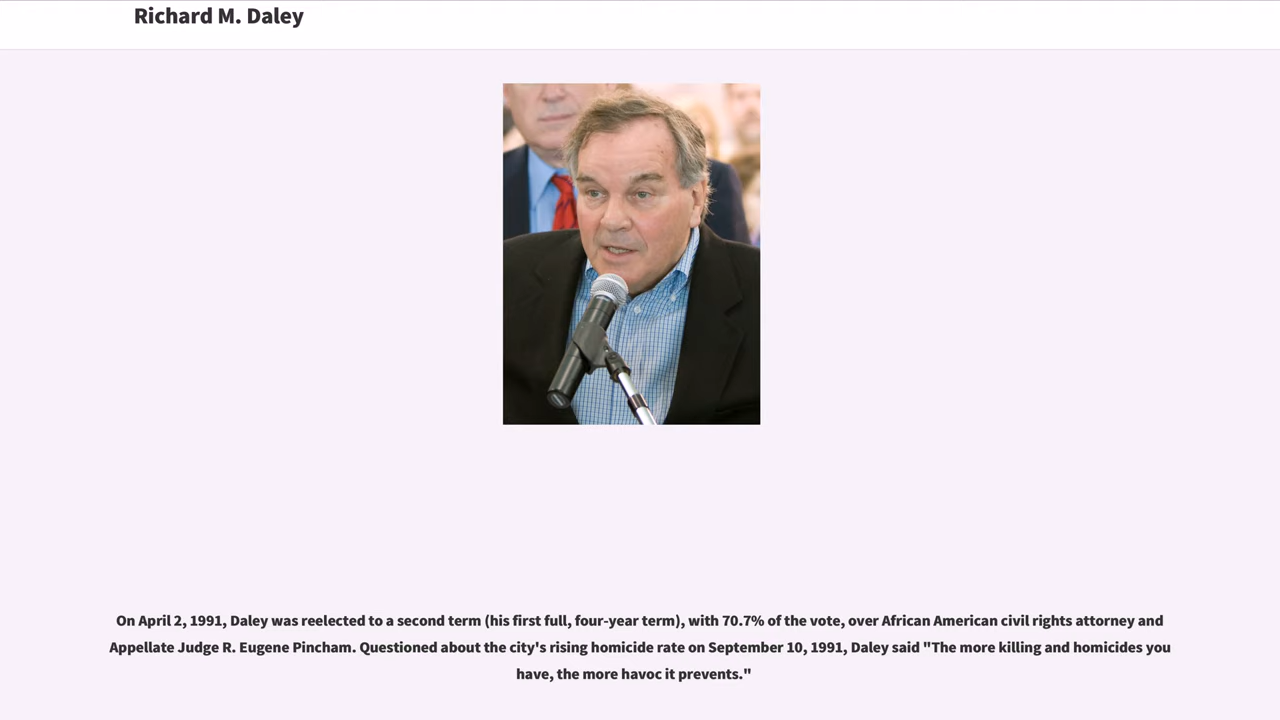 Richard M. Daley
On April 2, 1991, Daley was reelected to a second term (his first full, four-year term), with 70.7% of the vote, over African American civil rights attorney and
Appellate Judge R. Eugene Pincham. Questioned about the city's rising homicide rate on September 10, 1991, Daley said "The more killing and homicides you
have, the more havoc it prevents."